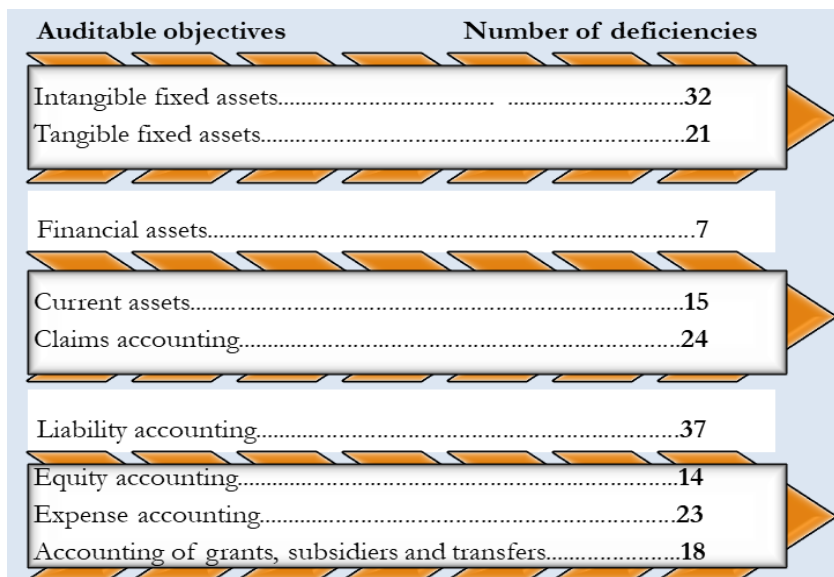 Auditable objectives Number of deficiencies
Intangible fixed assets................................... ............................32
Tangible fixed assets....................................................................21
Financial assets.............................................................................7
Current assets..............................................................................15
Claims accounting.......................................................................24
Liability accounting.....................................................................37
Equity accounting.......................................................................14
Expense accounting....................................................................23
Accounting of grants, subsidiers and transfers......................18